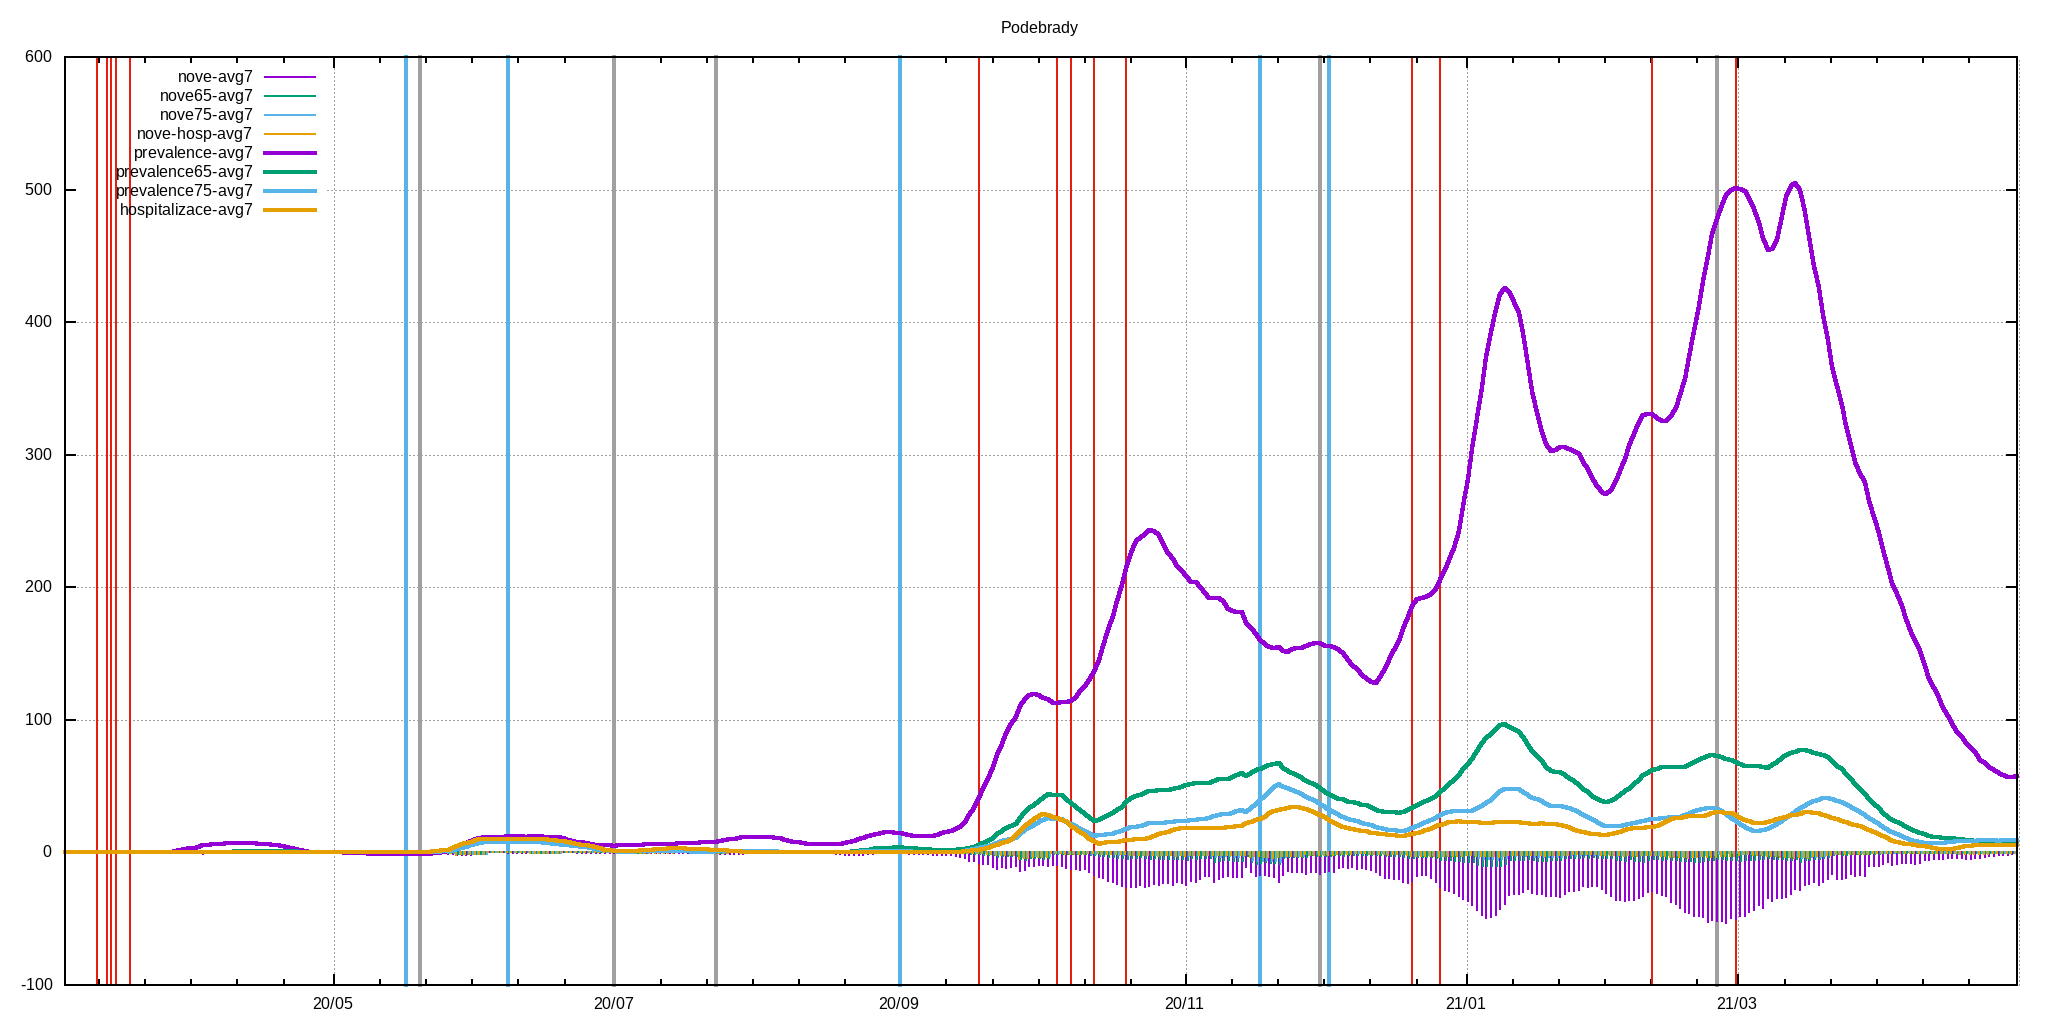 Podebrady
600
500
400
300
200
100
0
-100
nove-avg7
nove65-avg7
nove75-avg7
nove-hosp-avg7
prevalence-avg7
prevalence65-avg7
prevalence75-avg7
hospitalizace-avg7
20/05
20/07
20/09
20/11
21/01
21/03